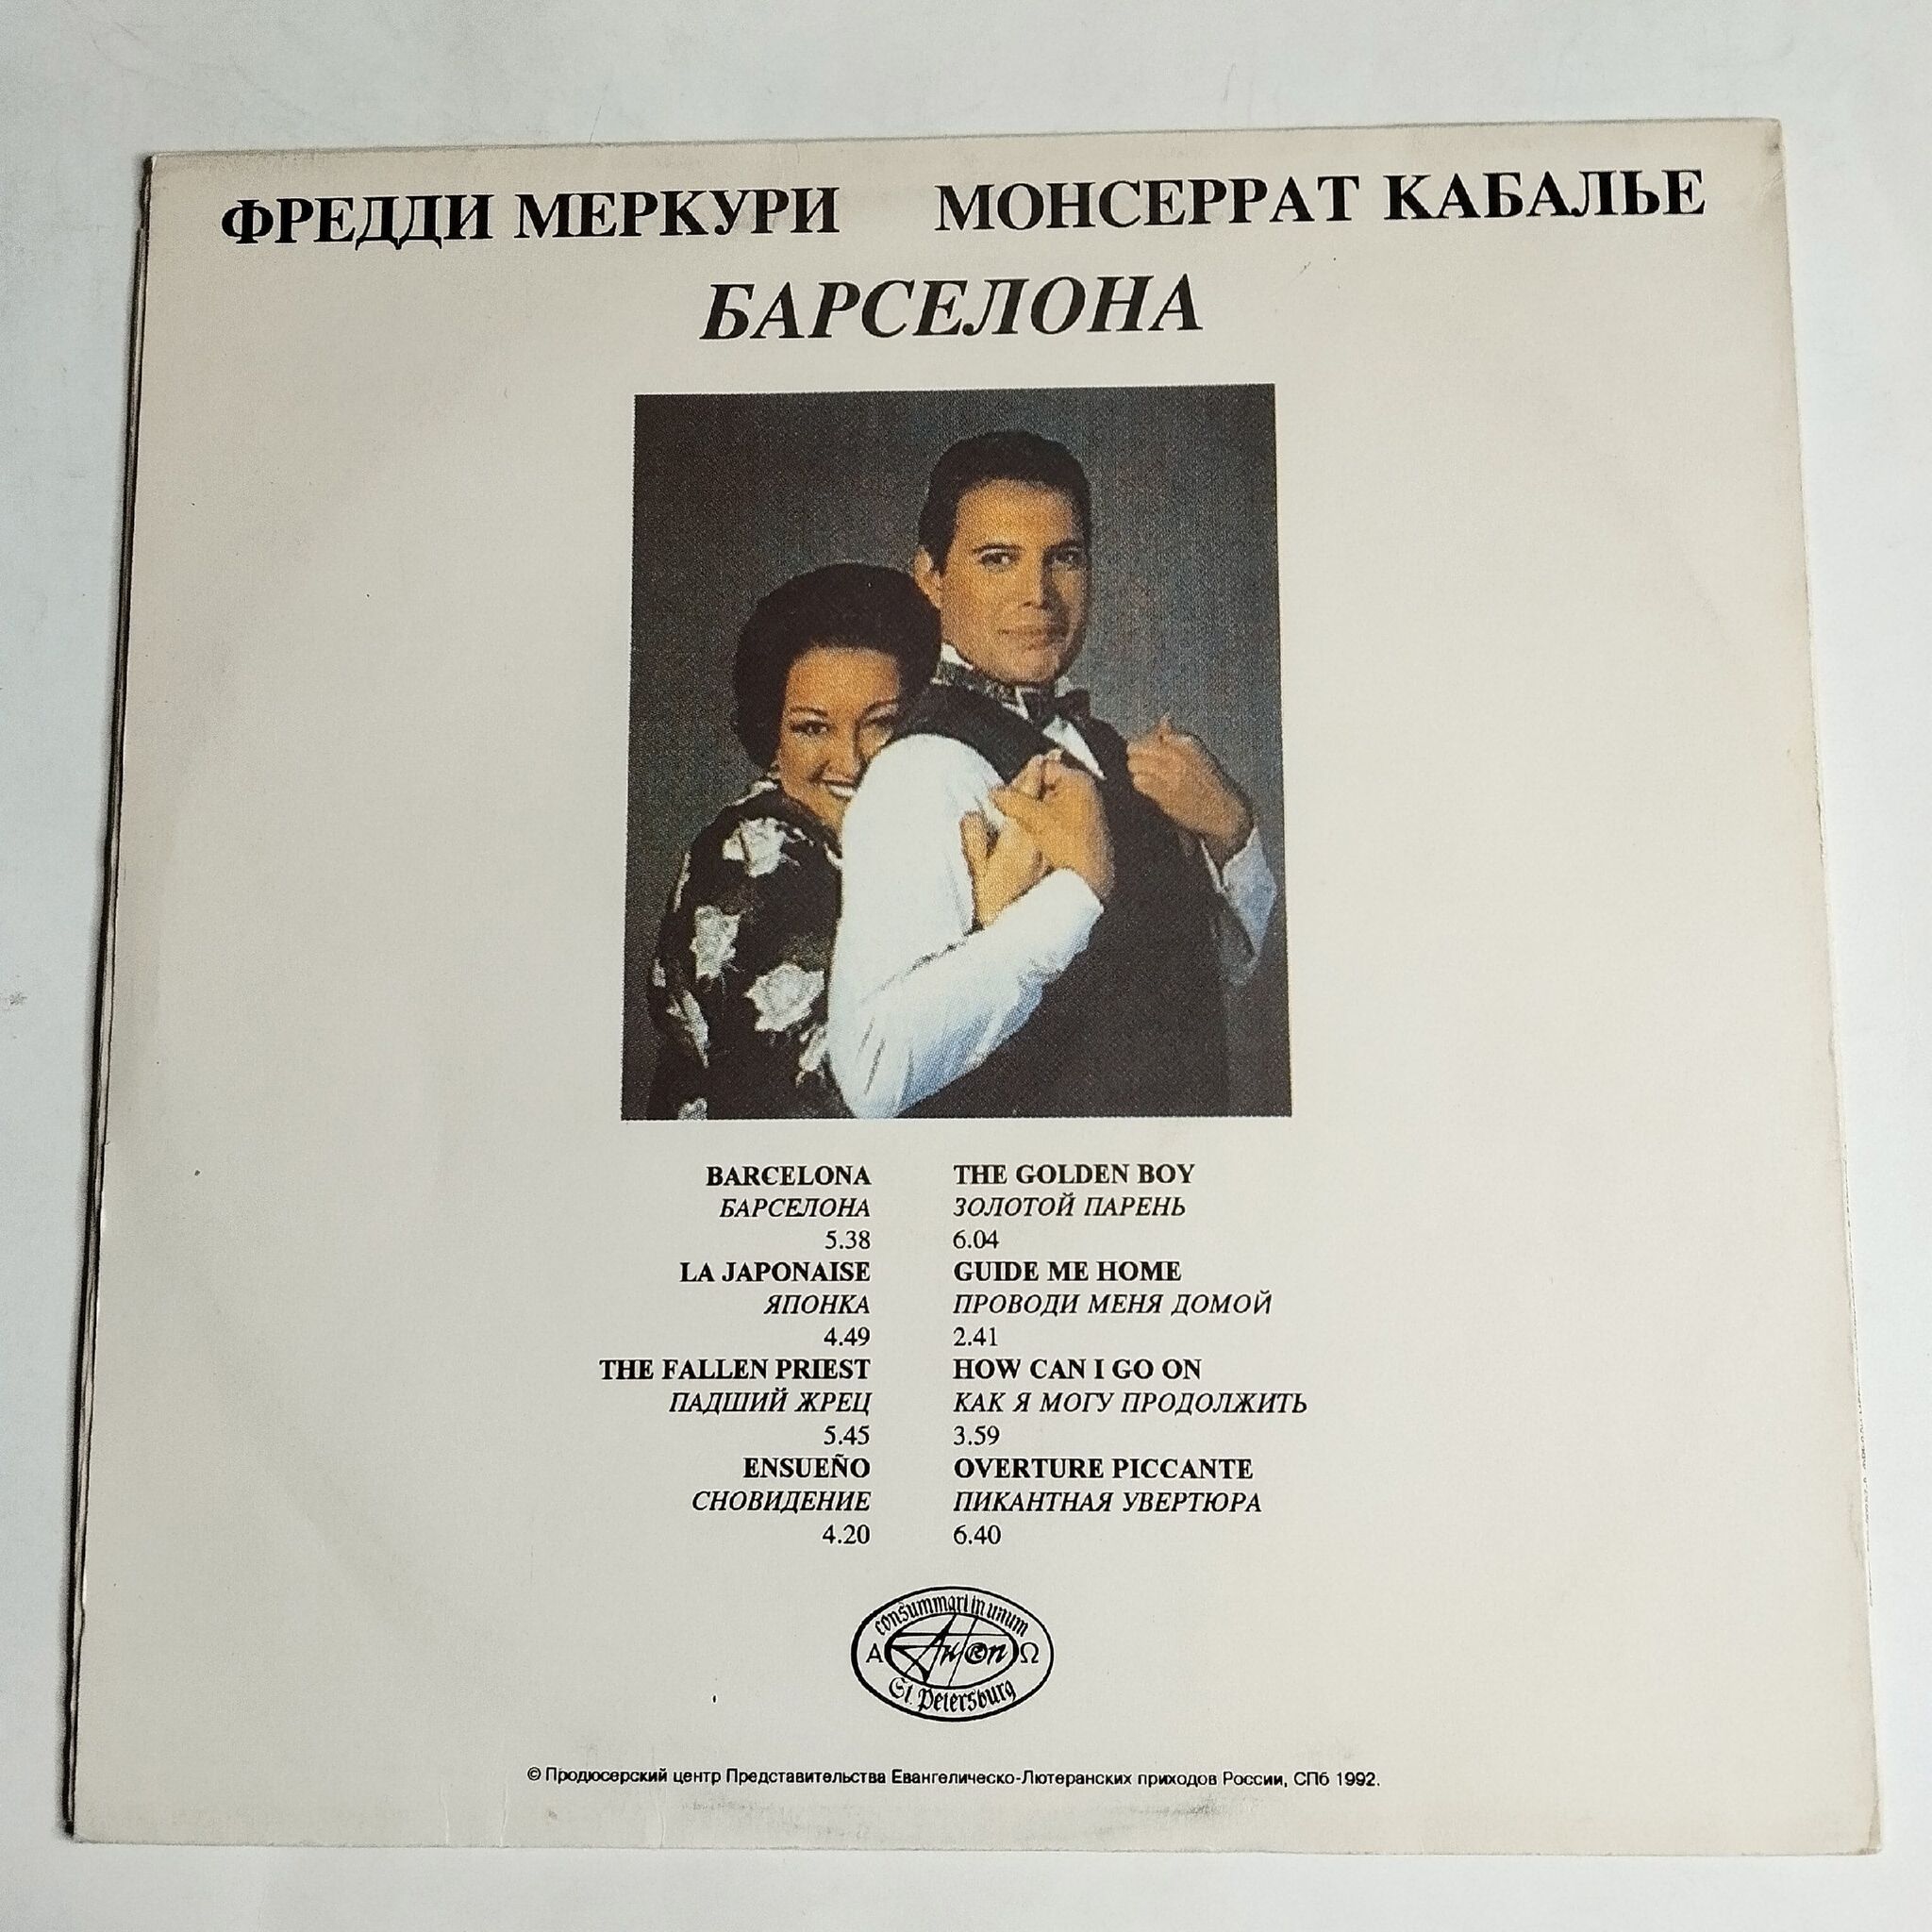 ФРЕДДИ МЕРКУРИ МОНСЕРРАТ КАБАЛЬЕ
БАРСЕЛОНА
BARCELONA
БАРСЕЛОНА
5.38
LA JAPONAISE
ЯПОНКА
4.49
THE FALLEN PRIEST
ПАДШИЙ ЖРЕЦ
5.45
ENSUEÑO
СНОВИДЕНИЕ
4.20
THE GOLDEN BOY
ЗОЛОТОЙ ПАРЕНЬ
6.04
GUIDE ME HOME
ПРОВОДИ МЕНЯ ДОМОЙ
2.41
HOW CAN I GO ON
КАК Я МОГУ ПРОДОЛЖИТЬ
3.59
OVERTURE PICCANTE
ПИКАНТНАЯ УВЕРТЮРА
6.40
consummari in unum
A Ω
St. Petersburg
© Продюсерский центр Представительства Евангелическо-Лютеранских приходов России, СПб 1992.